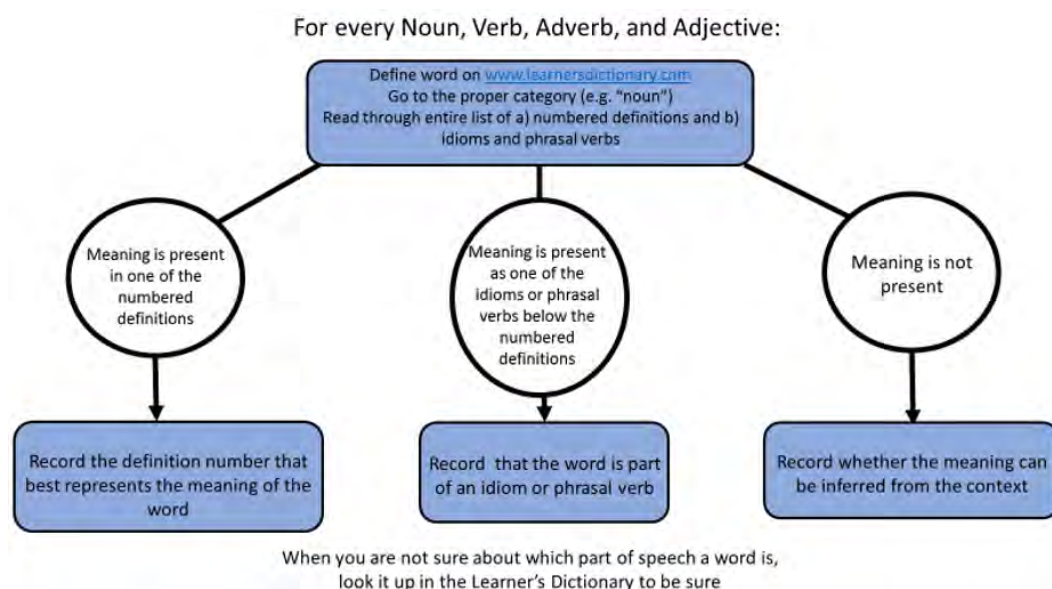 For every Noun, Verb, Adverb, and Adjective:
Define word on www.learnersdictionary.com
Go to the proper category (e.g. “noun”)
Read through entire list of a) numbered definitions and b)
idioms and phrasal verbs
Meaning is present
in one of the
numbered
definitions
Meaning is present
as one of the
idioms or phrasal
verbs below the
numbered
definitions
Meaning is not
present
Record the definition number that
best represents the meaning of the
word
Record that the word is part
of an idiom or phrasal verb
Record whether the meaning can
be inferred from the context
When you are not sure about which part of speech a word is,
look it up in the Learner’s Dictionary to be sure